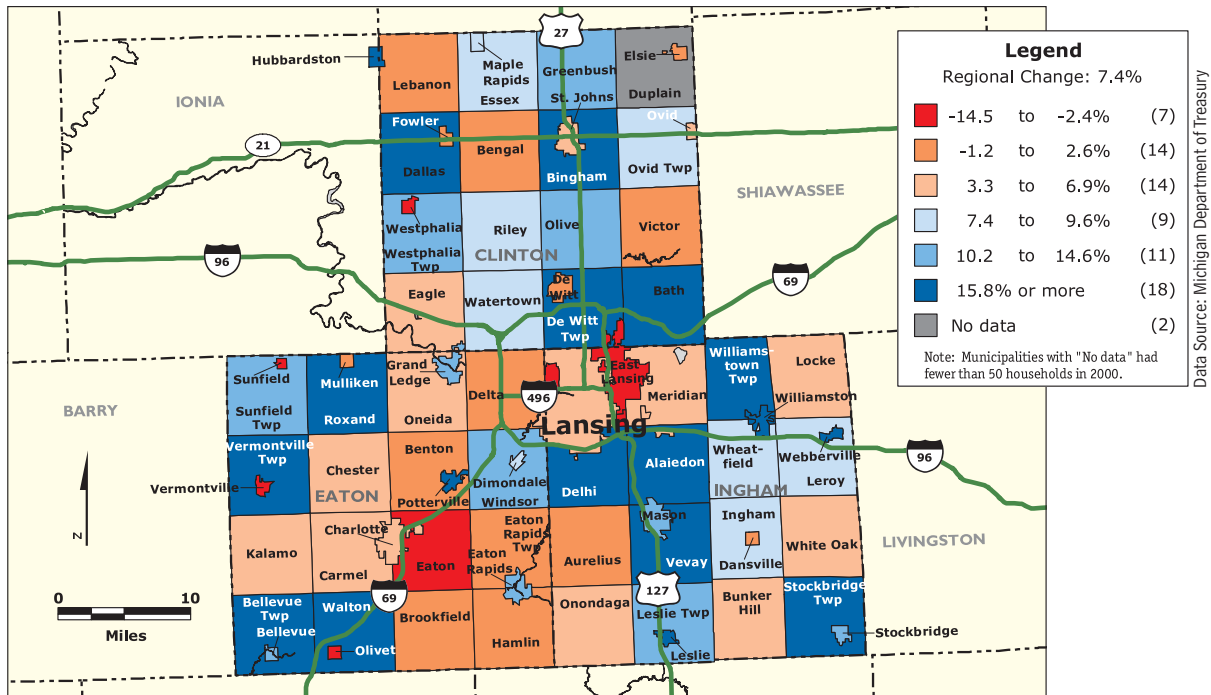 27
Hubbardston
Lebanon
Maple
Rapids
Essex
Greenbush
St. Johns
Elsie
Duplain
IONIA
21
Fowler
Dallas
Bengal
Bingham
Ovid
Ovid Twp
SHIAWASSEE
Westphalia
Westphalia
Twp
Riley
CLINTON
Olive
Victor
96
69
Eagle
Watertown
De
Witt
De Witt
Twp
Bath
BARRY
Sunfield
Sunfield
Twp
Mulliken
Roxand
Grand
Ledge
Oneida
Delta
496
East
Lansing
Meridian
Lansing
Williams-
town
Twp
Locke
Williamston
Vermontville
Twp
Vermontville
Chester
EATON
Benton
Potterville
Dimondale
Windsor
Delhi
Alaiedon
Wheat-
field
INGHAM
Webberville
Leroy
96
Kalamo
Charlotte
Carmel
Eaton
Eaton
Rapids
Twp
Eaton
Rapids
Aurelius
Mason
Vevay
Ingham
Dansville
White Oak
LIVINGSTON
Bellevue
Twp
Bellevue
Walton
Olivet
69
Brookfield
Hamlin
Onondaga
127
Leslie Twp
Leslie
Bunker
Hill
Stockbridge
Twp
Stockbridge
N
0 10
Miles
Legend
Regional Change: 7.4%
-14.5 to -2.4% (7)
-1.2 to 2.6% (14)
3.3 to 6.9% (14)
7.4 to 9.6% (9)
10.2 to 14.6% (11)
15.8% or more (18)
No data (2)
Note: Municipalities with "No data" had
fewer than 50 households in 2000.
Data Source: Michigan Department of Treasury